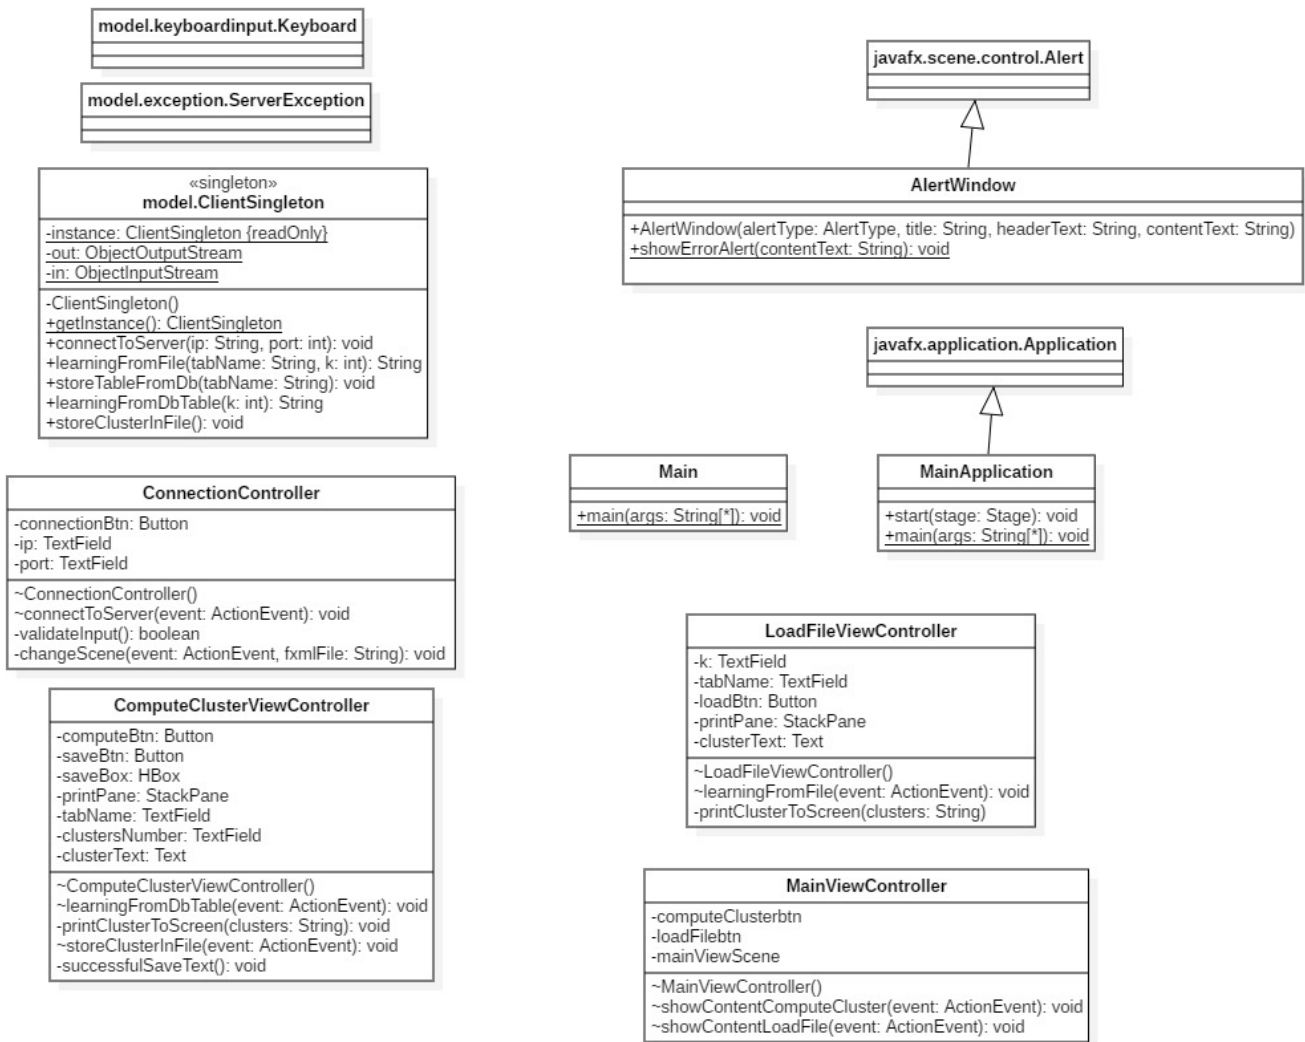 model.keyboardinput.Keyboard
model.exception.ServerException
«singleton»
model.ClientSingleton
-instance: ClientSingleton {readOnly}
-out: ObjectOutputStream
-in: ObjectInputStream
-ClientSingleton()
+getInstance(): ClientSingleton
+connectToServer(ip: String, port: int): void
+learningFromFile(tabName: String, k: int): String
+storeTableFromDb(tabName: String): void
+learningFromDbTable(k: int): String
+storeClusterInFile(): void
ConnectionController
-connectionBtn: Button
-ip: TextField
-port: TextField
~ConnectionController()
~connectToServer(event: ActionEvent): void
-validateInput(): boolean
-changeScene(event: ActionEvent, fxmlFile: String): void
ComputeClusterViewController
-computeBtn: Button
-saveBtn: Button
-saveBox: HBox
-printPane: StackPane
-tabName: TextField
-clustersNumber: TextField
-clusterText: Text
~ComputeClusterViewController()
~learningFromDbTable(event: ActionEvent): void
-printClusterToScreen(clusters: String): void
~storeClusterInFile(event: ActionEvent): void
-successfulSaveText(): void
javafx.scene.control.Alert
AlertWindow
+AlertWindow(alertType: AlertType, title: String, headerText: String, contentText: String)
+showErrorAlert(contentText: String): void
javafx.application.Application
Main
+main(args: String[*]): void
MainApplication
+start(stage: Stage): void
+main(args: String[*]): void
LoadFileViewController
-k: TextField
-tabName: TextField
-loadBtn: Button
-printPane: StackPane
-clusterText: Text
~LoadFileViewController()
~learningFromFile(event: ActionEvent): void
-printClusterToScreen(clusters: String)
MainViewController
-computeClusterbtn
-loadFilebtn
-mainViewScene
~MainViewController()
~showContentComputeCluster(event: ActionEvent): void
~showContentLoadFile(event: ActionEvent): void